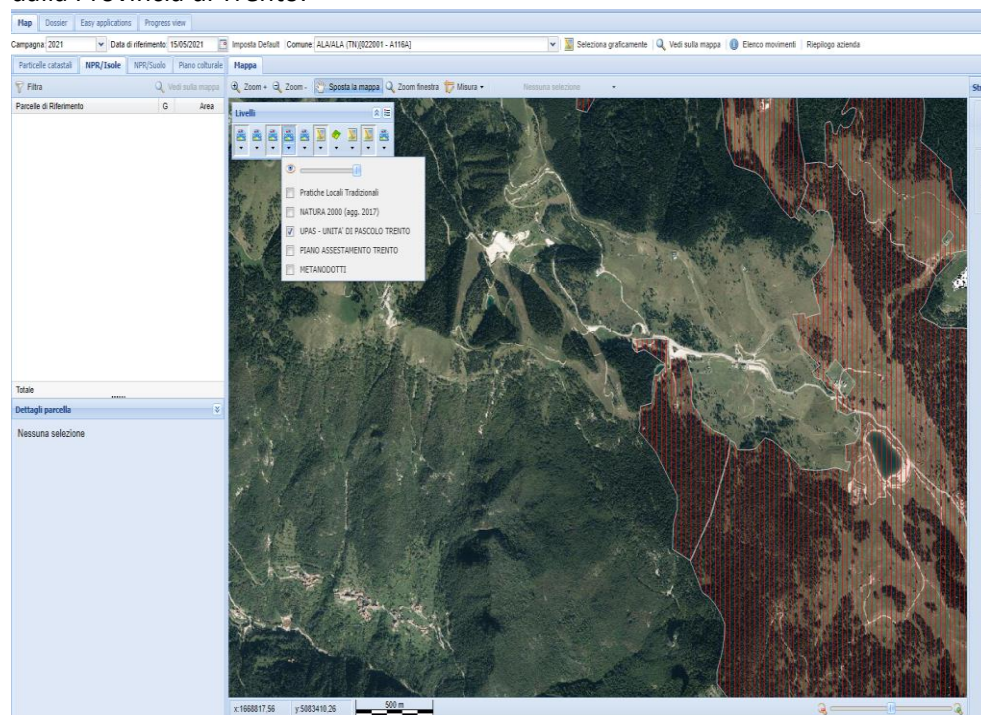 dalla Provincia di Trento.
Map Dossier Easy applications Progress view
Campagna: 2021 Data di riferimento: 15/05/2021 Imposta Default Comune: ALA/ALA (TN)[022001 - A116A] Seleziona graficamente Vedi sulla mappa Elenco movimenti Riepilogo azienda
Particelle catastali NPR/Isole NPR/Suolo Piano colturale Mappa
Filtra Vedi sulla mappa Zoom + Zoom - Sposta la mappa Zoom finestra Misura Nessuna selezione Str
Parcelle di Riferimento G Area
Livelli
Pratiche Locali Tradizionali
NATURA 2000 (agg. 2017)
UPAS - UNITA' DI PASCOLO TRENTO
PIANO ASSESTAMENTO TRENTO
METANODOTTI
Totale
Dettagli parcella
Nessuna selezione
x:1668817,56 y:5083410,26 500 m